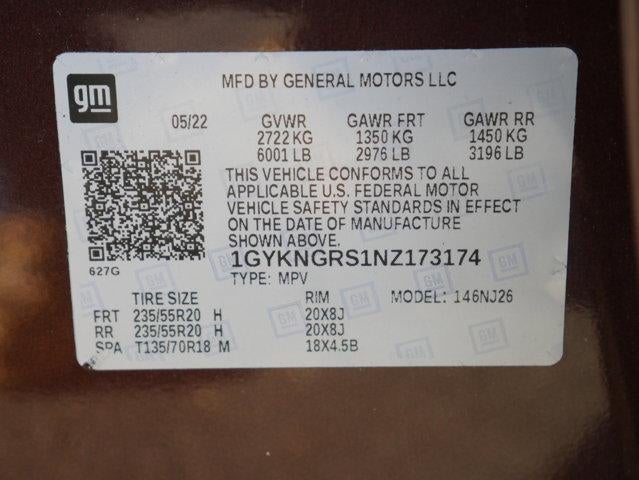 gm
MFD BY GENERAL MOTORS LLC
05/22 GVWR GAWR FRT GAWR RR
2722 KG 1350 KG 1450 KG
6001 LB 2976 LB 3196 LB
THIS VEHICLE CONFORMS TO ALL
APPLICABLE U.S. FEDERAL MOTOR
VEHICLE SAFETY STANDARDS IN EFFECT
ON THE DATE OF MANUFACTURE
SHOWN ABOVE.
627G
1GYKNGRS1NZ173174
TYPE: MPV
TIRE SIZE RIM MODEL: 146NJ26
FRT 235/55R20 H 20X8J
RR 235/55R20 H 20X8J
SPA T135/70R18 M 18X4.5B